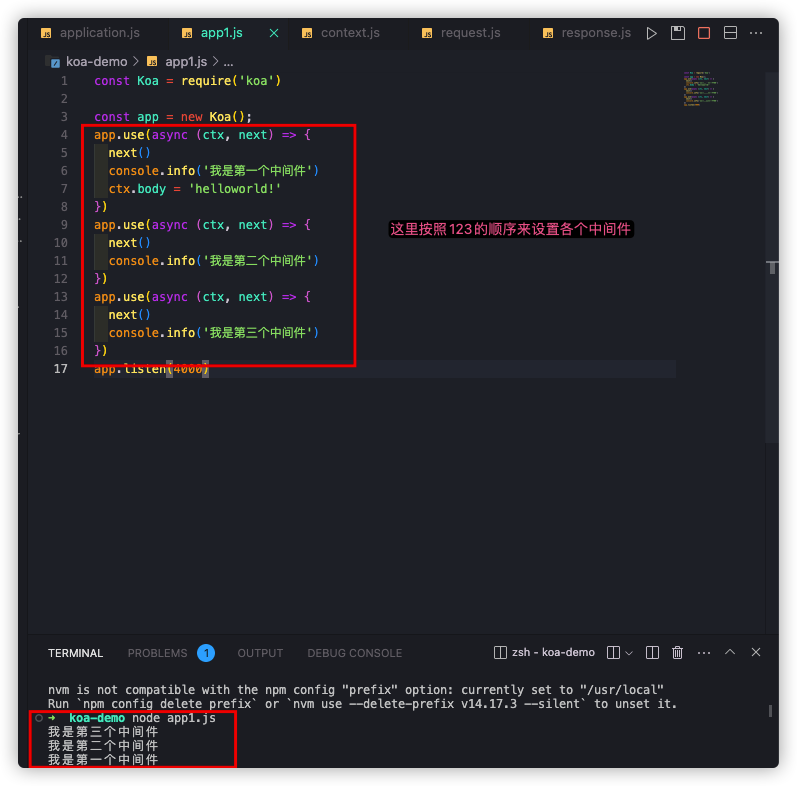 application.js app1.js context.js request.js response.js
koa-demo > app1.js > ...
1 const Koa = require('koa')
2
3 const app = new Koa();
4 app.use(async (ctx, next) => {
5 next()
6 console.info('我是第一个中间件')
7 ctx.body = 'helloworld!'
8 })
9 app.use(async (ctx, next) => {
这里按照123的顺序来设置各个中间件
10 next()
11 console.info('我是第二个中间件')
12 })
13 app.use(async (ctx, next) => {
14 next()
15 console.info('我是第三个中间件')
16 })
17 app.listen(4000)
TERMINAL PROBLEMS 1 OUTPUT DEBUG CONSOLE zsh - koa-demo
nvm is not compatible with the npm config "prefix" option: currently set to "/usr/local"
Run `npm config delete prefix` or `nvm use --delete-prefix v14.17.3 --silent` to unset it.
➜ koa-demo node app1.js
我是第三个中间件
我是第二个中间件
我是第一个中间件